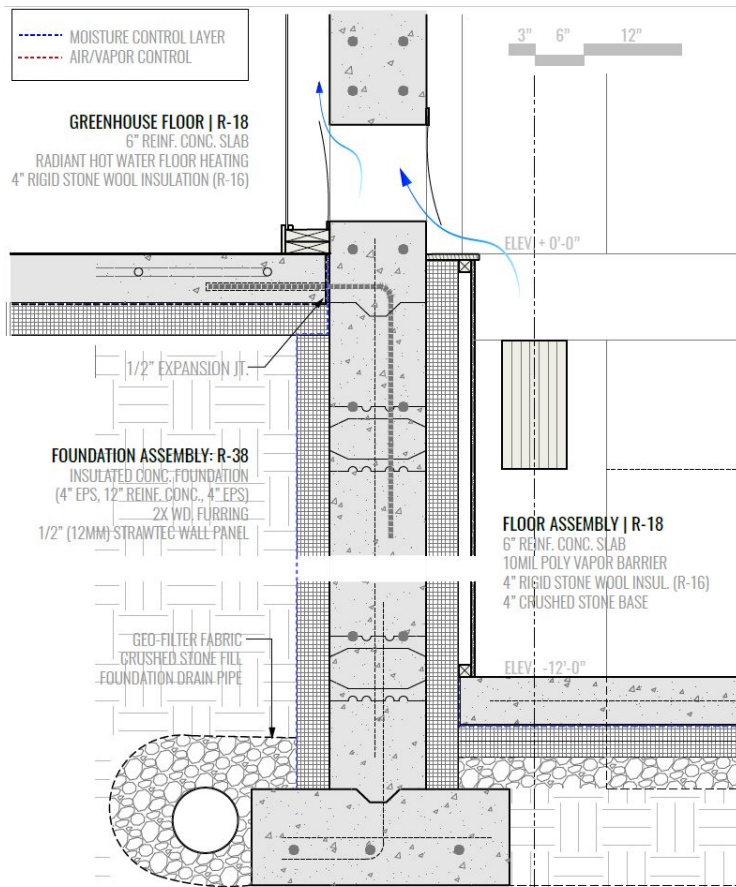 MOISTURE CONTROL LAYER
AIR/VAPOR CONTROL
3" 6" 12"
GREENHOUSE FLOOR | R-18
6" REINF. CONC. SLAB
RADIANT HOT WATER FLOOR HEATING
4" RIGID STONE WOOL INSULATION (R-16)
ELEV. + 0'-0"
1/2" EXPANSION JT.
FOUNDATION ASSEMBLY: R-38
INSULATED CONC. FOUNDATION
(4" EPS, 12" REINF. CONC., 4" EPS)
2X WD. FURRING
1/2" (12MM) STRAWTEC WALL PANEL
FLOOR ASSEMBLY | R-18
6" REINF. CONC. SLAB
10MIL POLY VAPOR BARRIER
4" RIGID STONE WOOL INSUL. (R-16)
4" CRUSHED STONE BASE
GEO-FILTER FABRIC
CRUSHED STONE FILL
FOUNDATION DRAIN PIPE
ELEV. -12'-0"